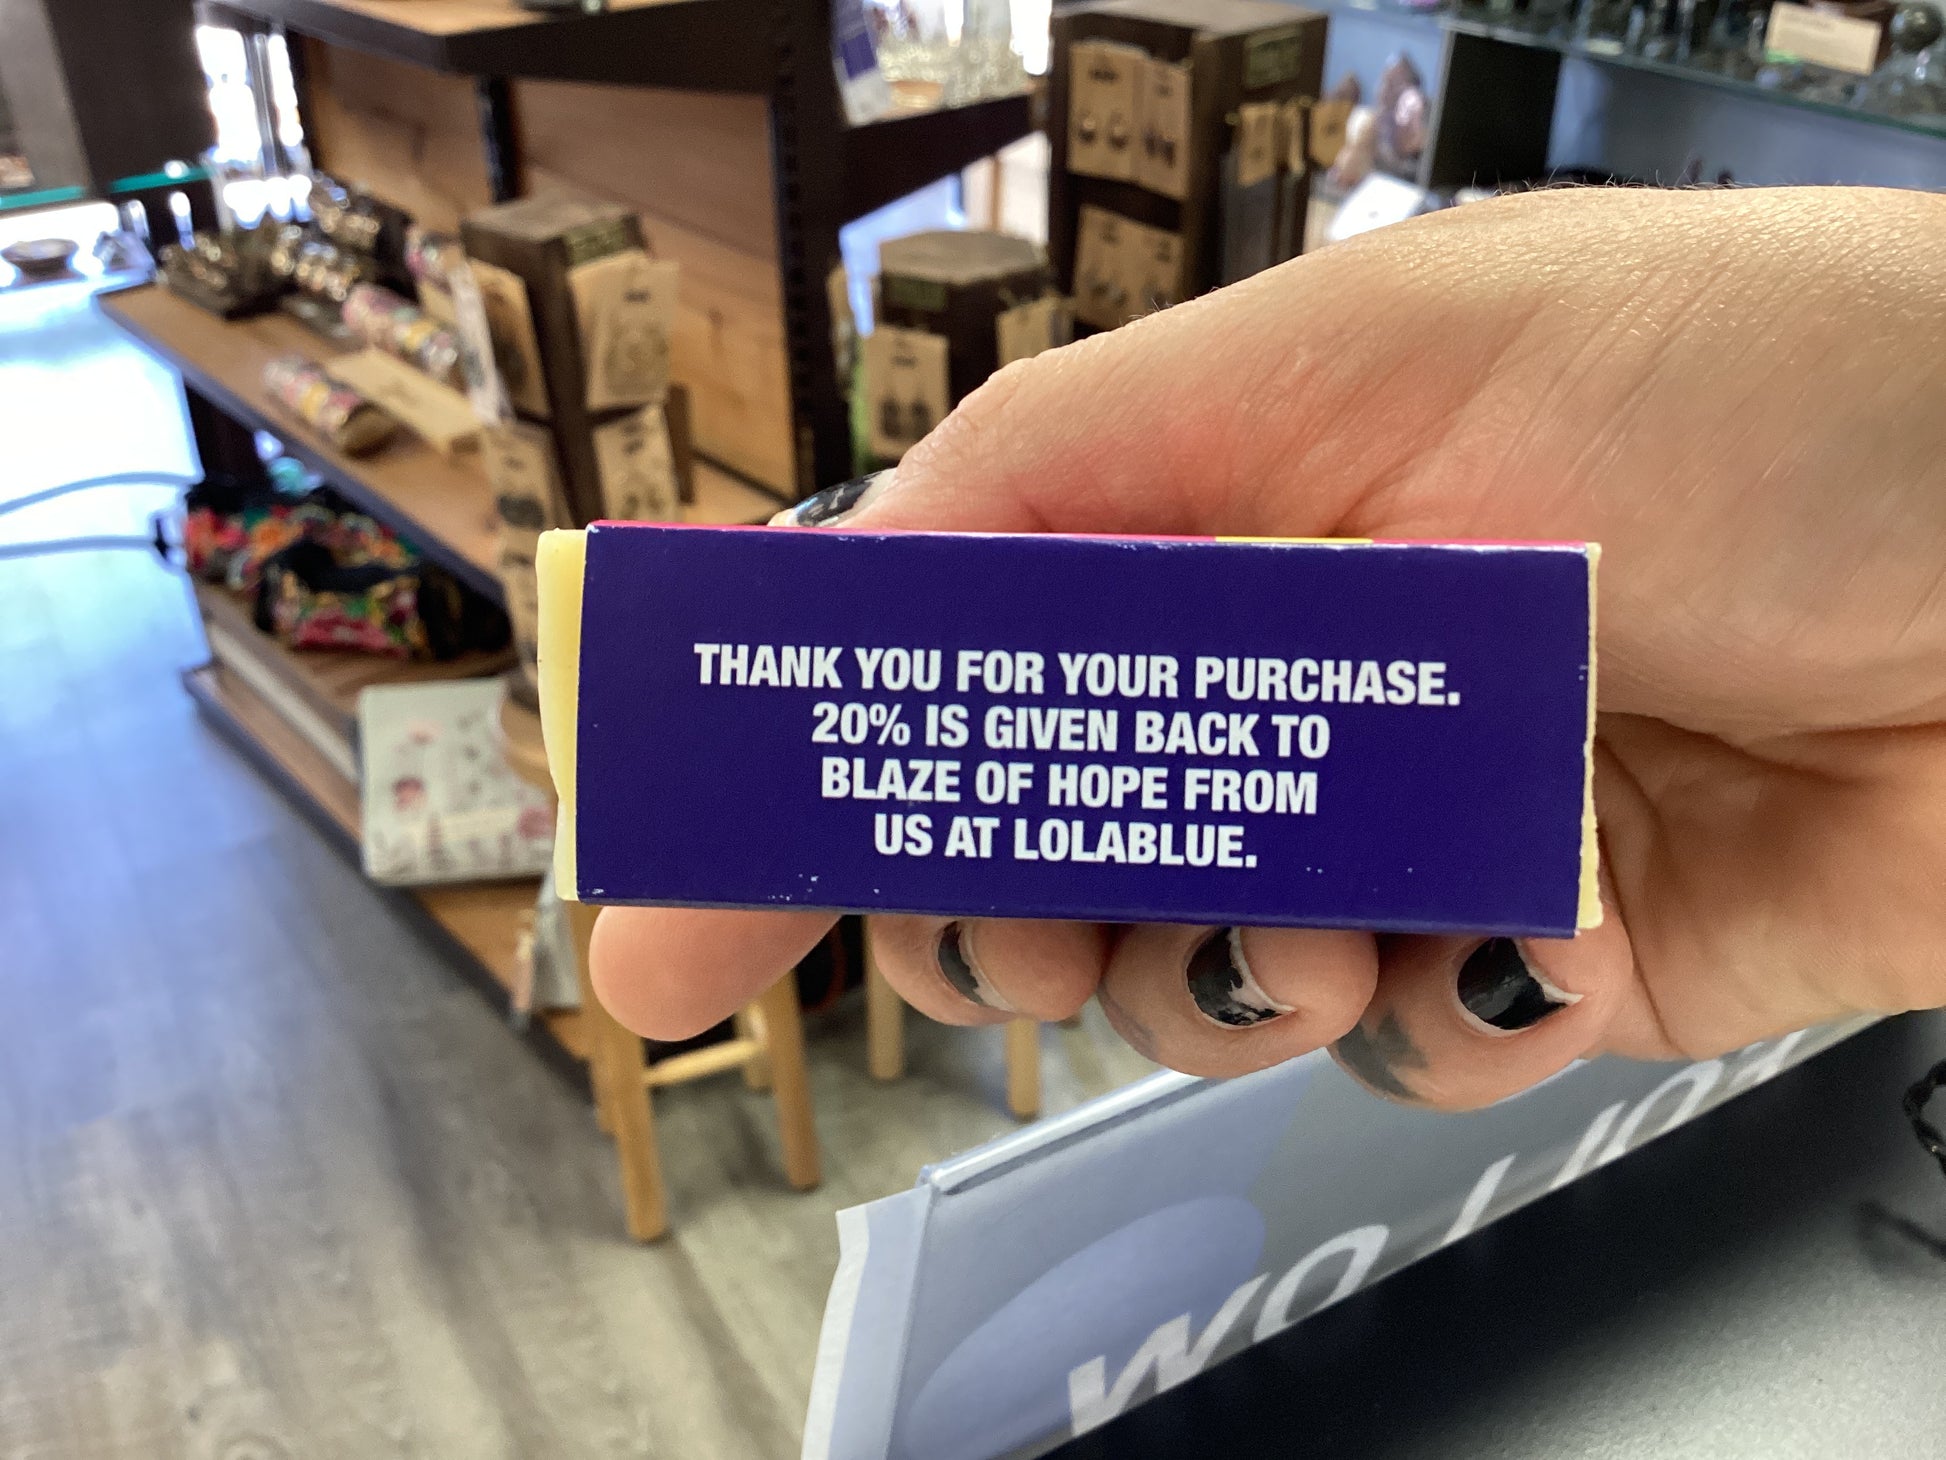 THANK YOU FOR YOUR PURCHASE.
20% IS GIVEN BACK TO
BLAZE OF HOPE FROM
US AT LOLABLUE.